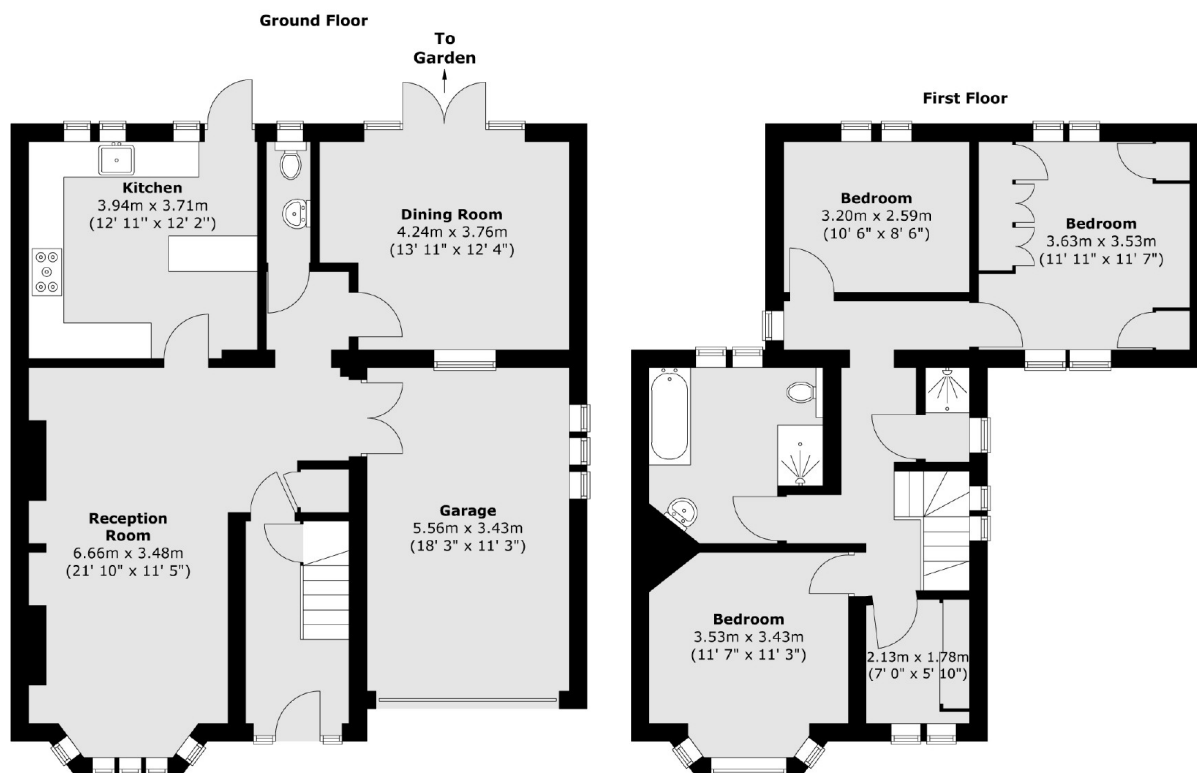 Ground Floor
To
Garden
Kitchen
3.94m x 3.71m
(12' 11'' x 12' 2'')
Dining Room
4.24m x 3.76m
(13' 11" x 12' 4")
Reception
Room
6.66m x 3.48m
(21' 10" x 11' 5")
Garage
5.56m x 3.43m
(18' 3" x 11' 3")
First Floor
Bedroom
3.20m x 2.59m
(10' 6" x 8' 6")
Bedroom
3.63m x 3.53m
(11' 11" x 11' 7")
Bedroom
3.53m x 3.43m
(11' 7" x 11' 3")
2.13m x 1.78m
(7' 0" x 5' 10")